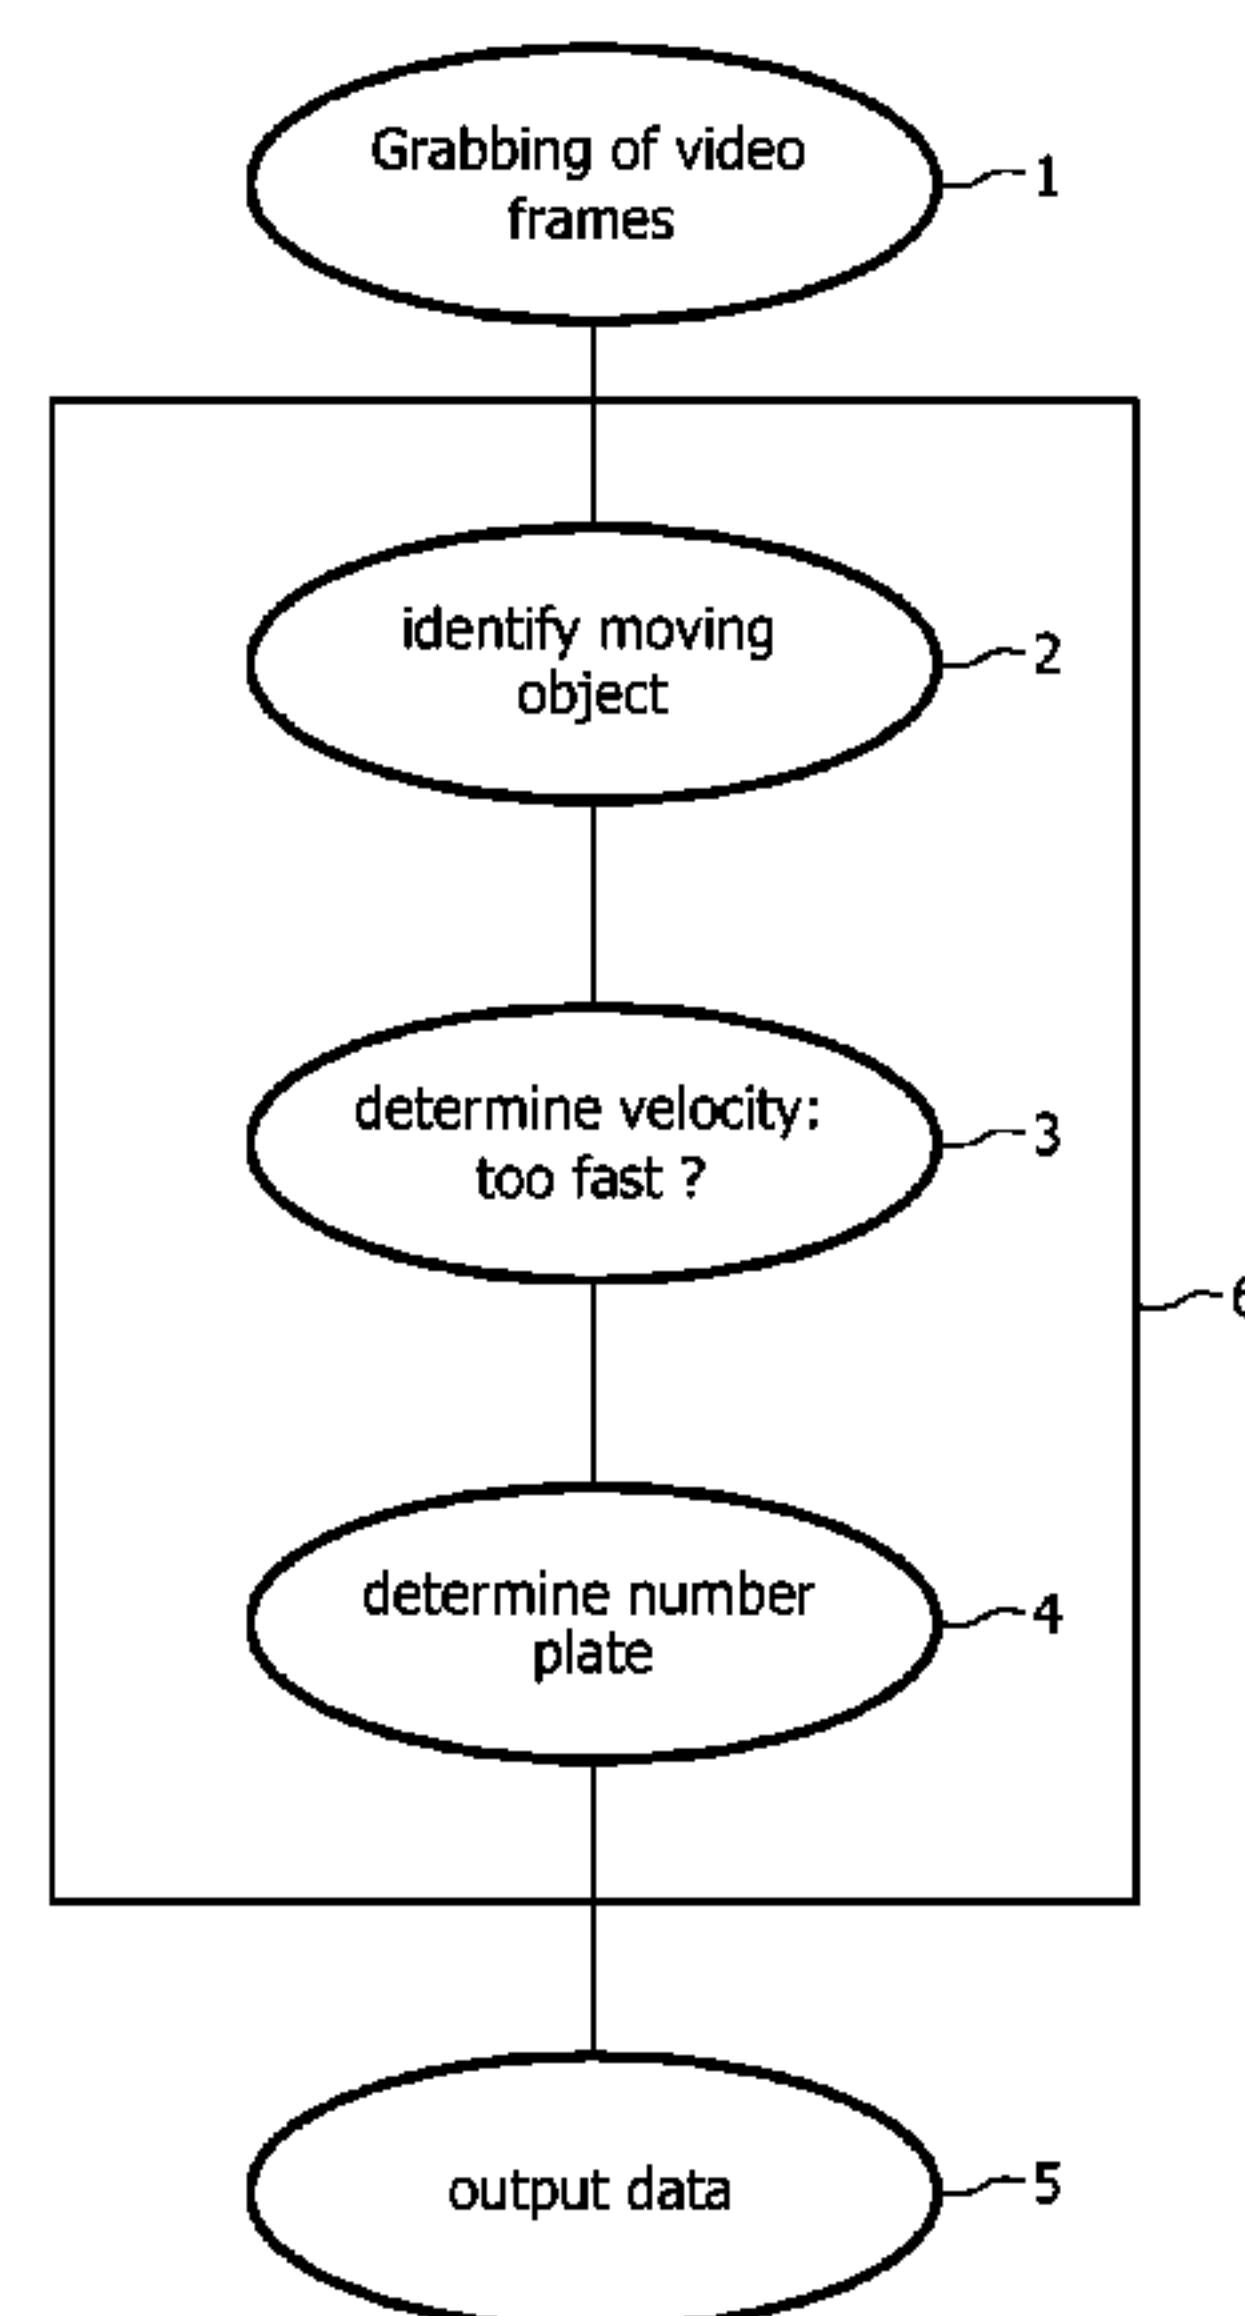 Grabbing of video
frames
1
identify moving
object
2
determine velocity:
too fast ?
3
6
determine number
plate
4
output data
5